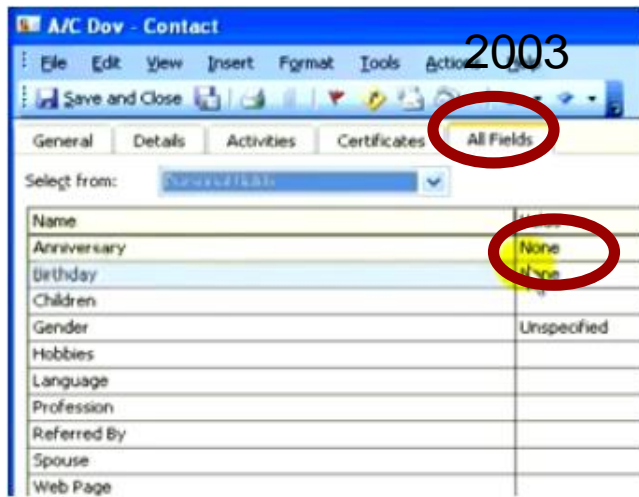 A/C Dov - Contact
2003
File Edit View Insert Format Tools
Save and Close
General Details Activities Certificates All Fields
Select from:
Name
Anniversary None
Birthday None
Children
Gender Unspecified
Hobbies
Language
Profession
Referred By
Spouse
Web Page